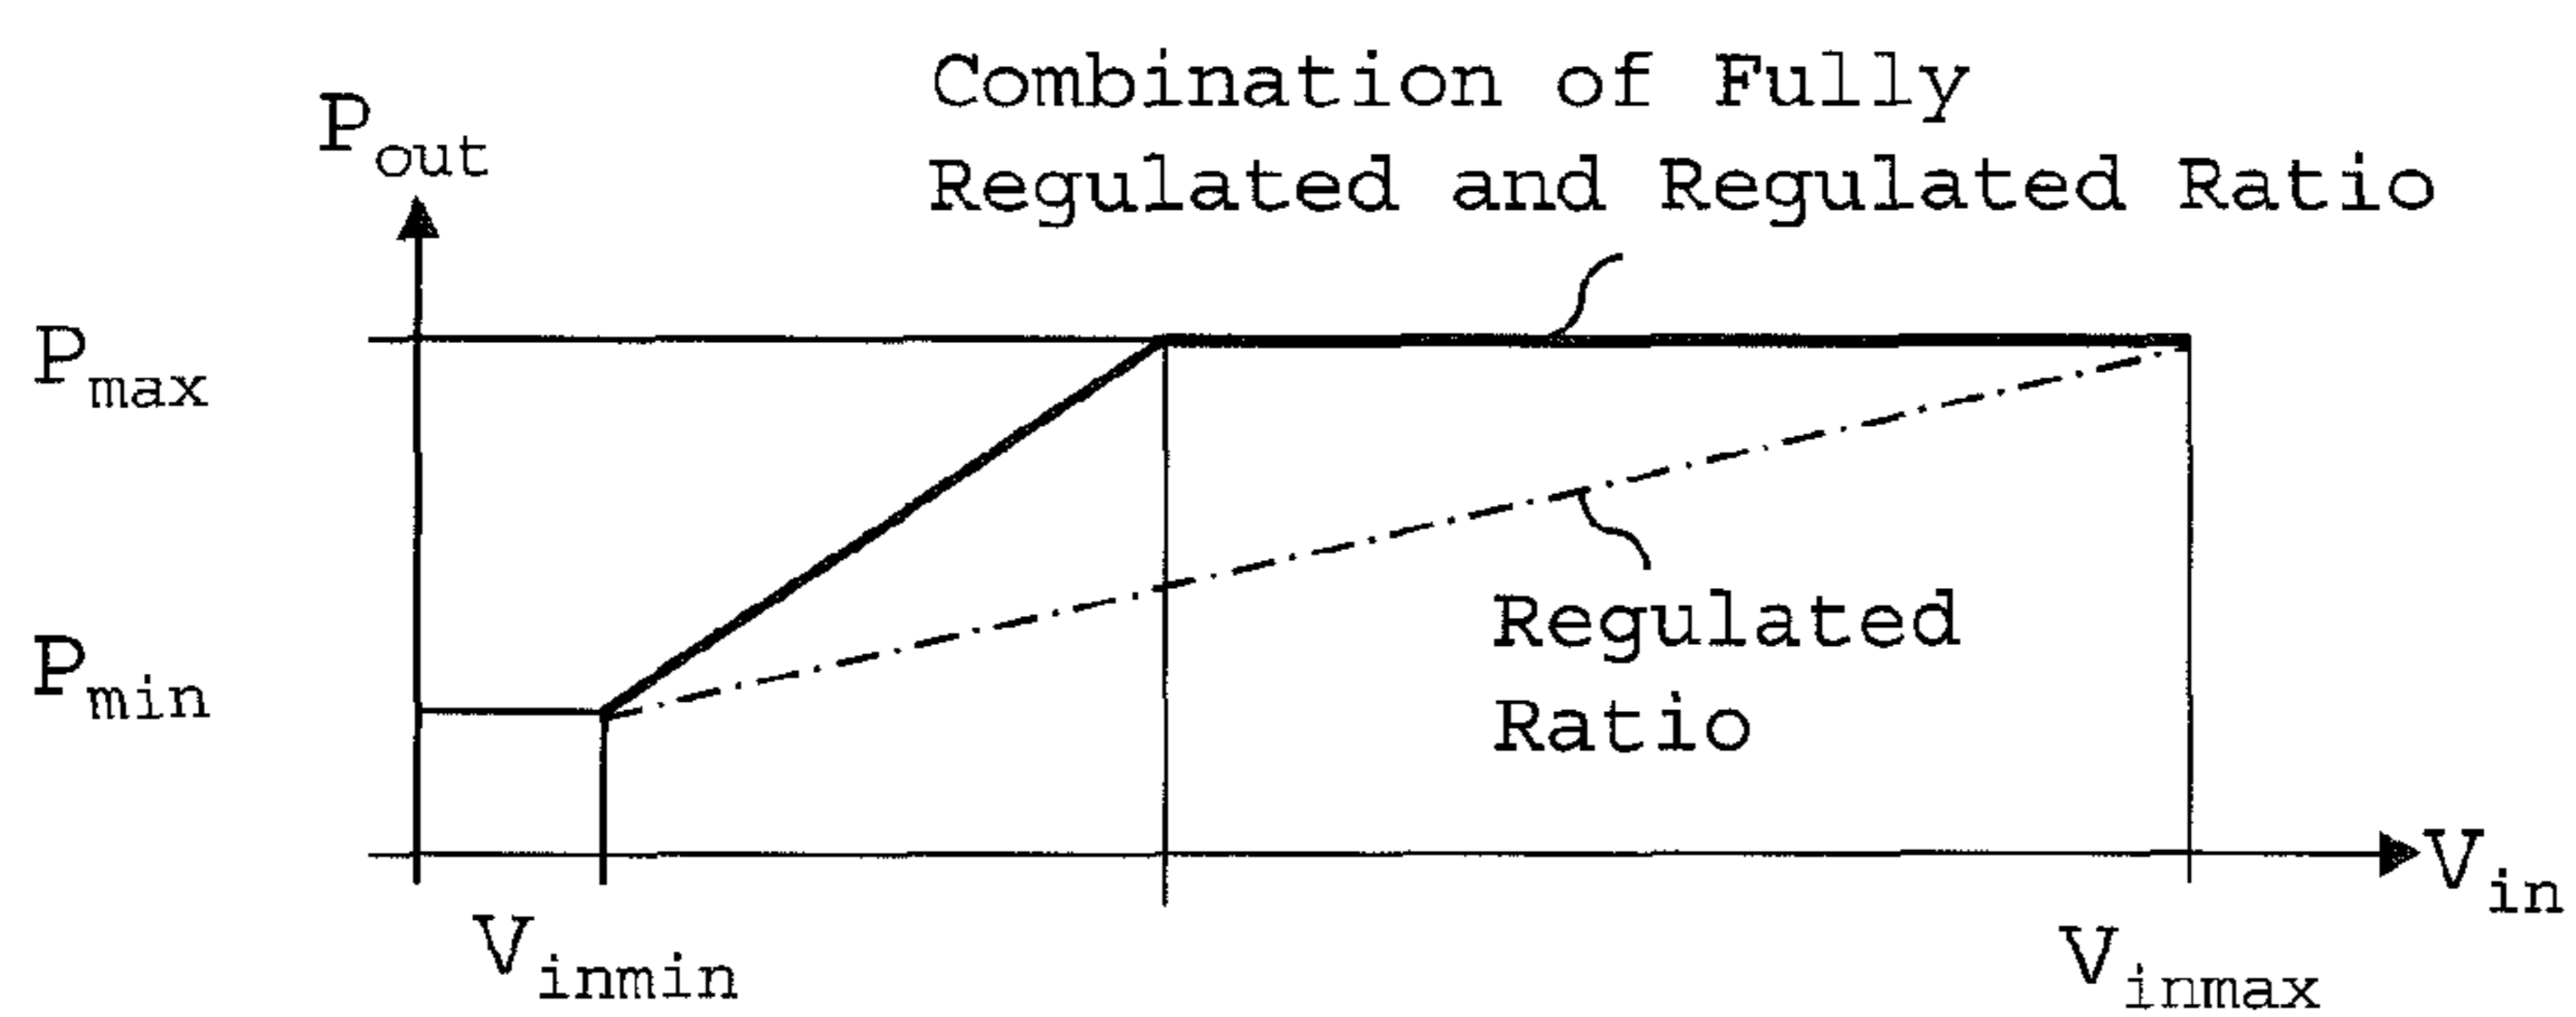 Combination of Fully
Regulated and Regulated Ratio
Pout
Pmax
Regulated
Ratio
Pmin
Vin
Vinmin
Vinmax